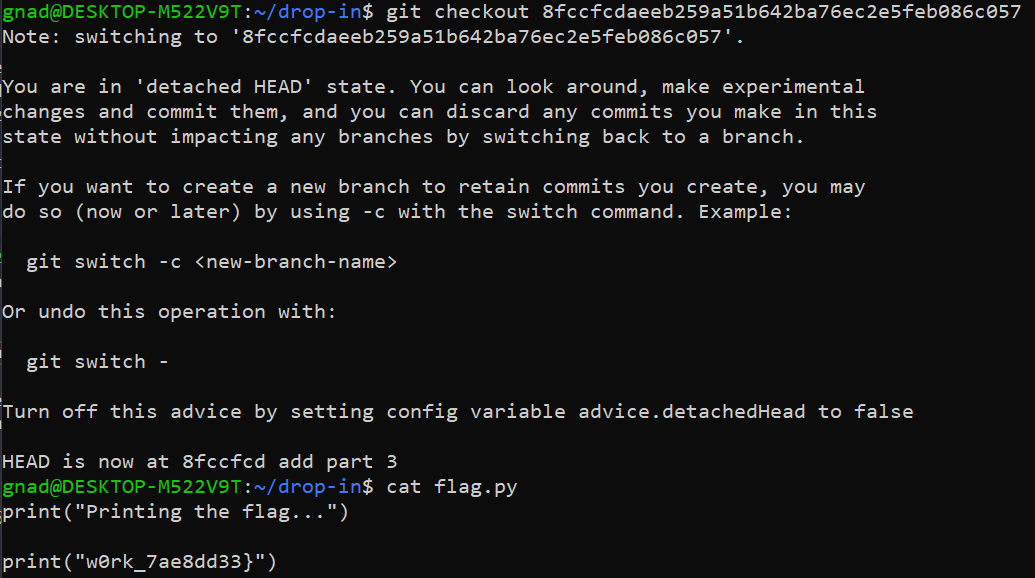 gnad@DESKTOP-M522V9T:~/drop-in$ git checkout 8fccfcdaeeb259a51b642ba76ec2e5feb086c057
Note: switching to '8fccfcdaeeb259a51b642ba76ec2e5feb086c057'.
You are in 'detached HEAD' state. You can look around, make experimental
changes and commit them, and you can discard any commits you make in this
state without impacting any branches by switching back to a branch.
If you want to create a new branch to retain commits you create, you may
do so (now or later) by using -c with the switch command. Example:
git switch -c <new-branch-name>
Or undo this operation with:
git switch -
Turn off this advice by setting config variable advice.detachedHead to false
HEAD is now at 8fccfcd add part 3
gnad@DESKTOP-M522V9T:~/drop-in$ cat flag.py
print("Printing the flag...")
print("w0rk_7ae8dd33}")